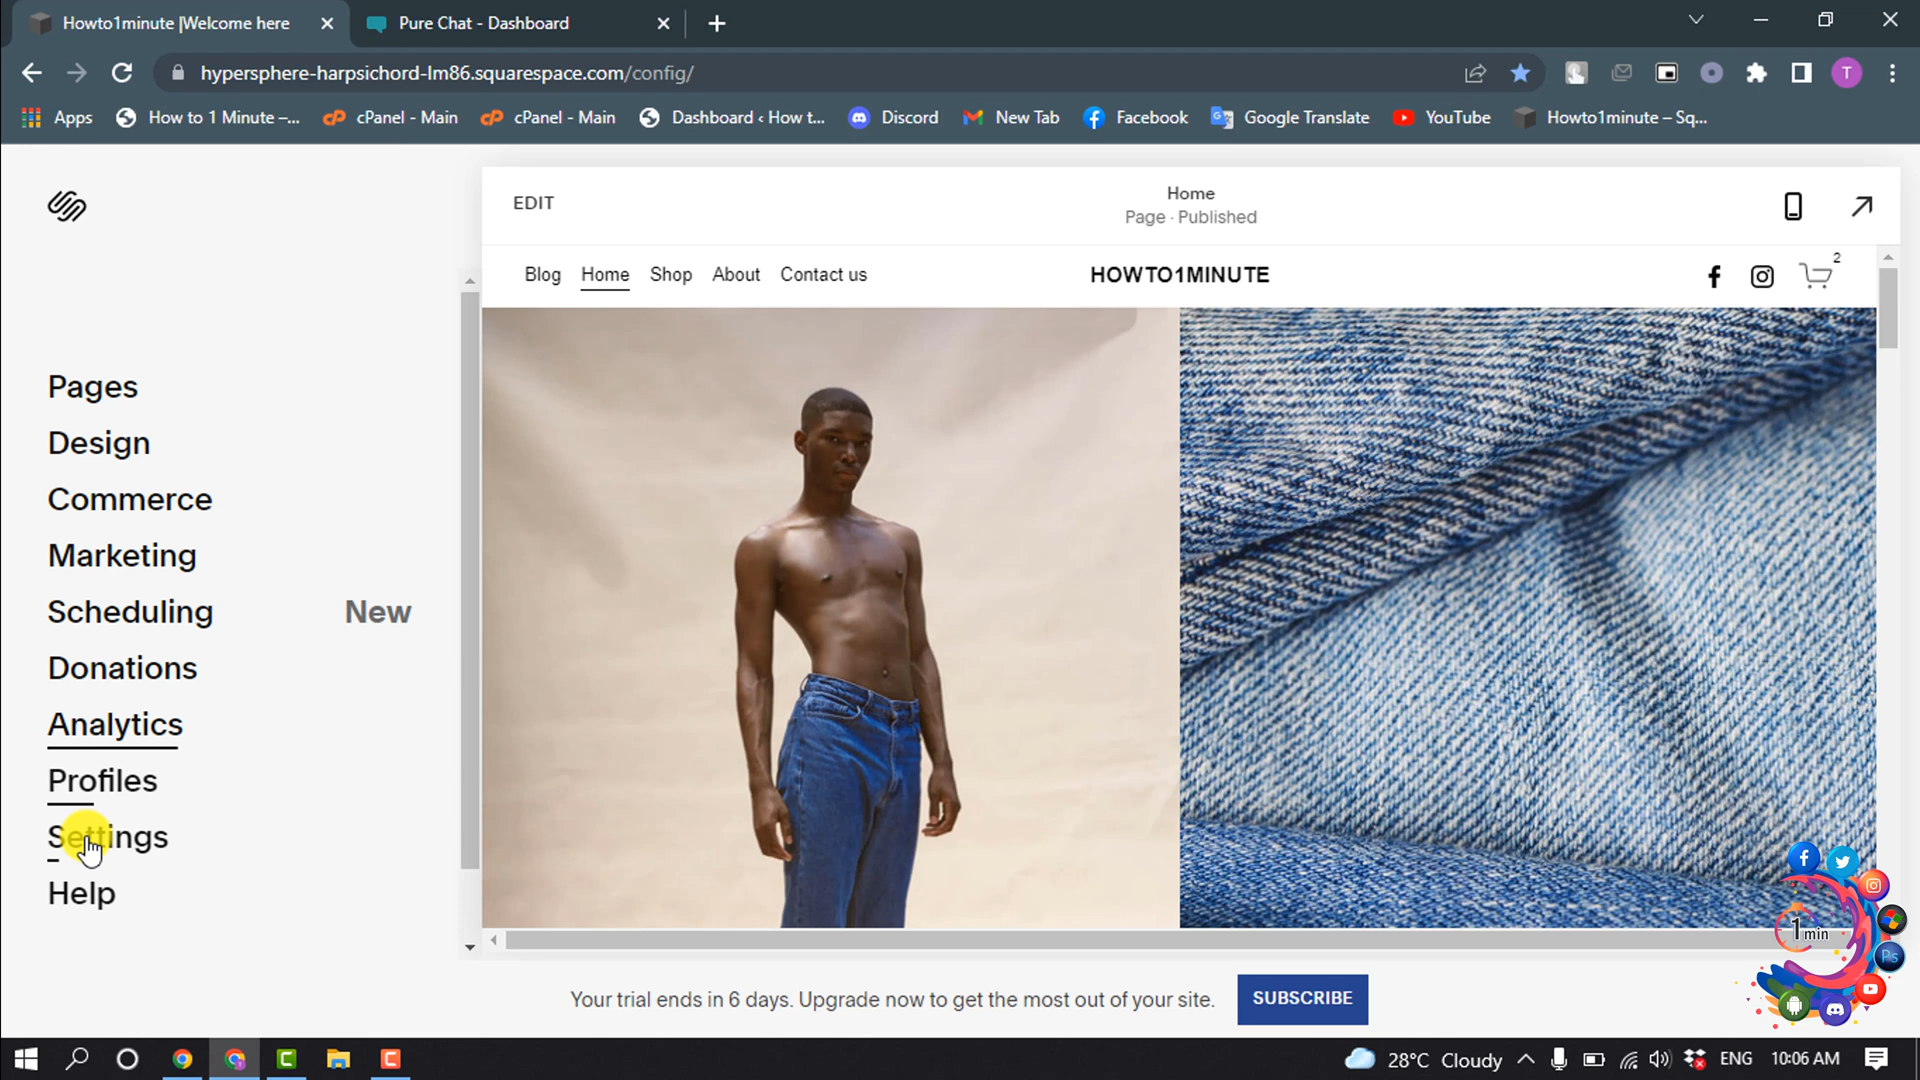 Howto1minute |Welcome here
Pure Chat - Dashboard
hypersphere-harpsichord-lm86.squarespace.com/config/
T
Apps
How to 1 Minute –...
cPanel - Main
cPanel - Main
Dashboard ‹ How t...
Discord
New Tab
Facebook
Google Translate
YouTube
Howto1minute – Sq...
EDIT
Home
Page · Published
Blog
Home
Shop
About
Contact us
HOWTO1MINUTE
2
Pages
Design
Commerce
Marketing
Scheduling
New
Donations
Analytics
Profiles
Settings
Help
1 min
Ps
Your trial ends in 6 days. Upgrade now to get the most out of your site.
SUBSCRIBE
28°C Cloudy
ENG
10:06 AM